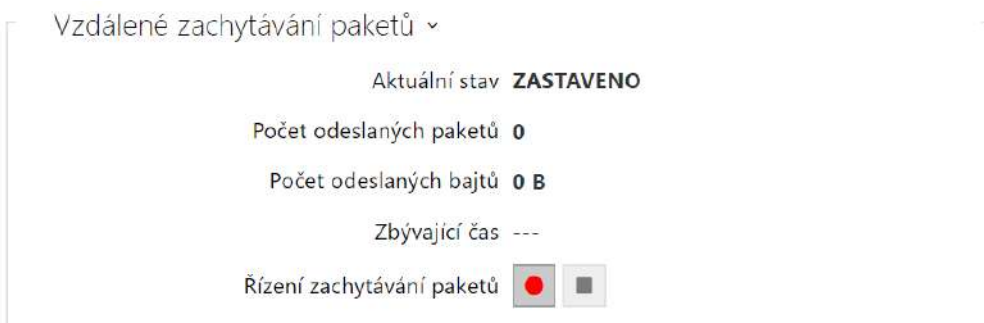 Vzdálené zachytávání paketů
Aktuální stav ZASTAVENO
Počet odeslaných paketů 0
Počet odeslaných bajtů 0 B
Zbývající čas ---
Řízení zachytávání paketů